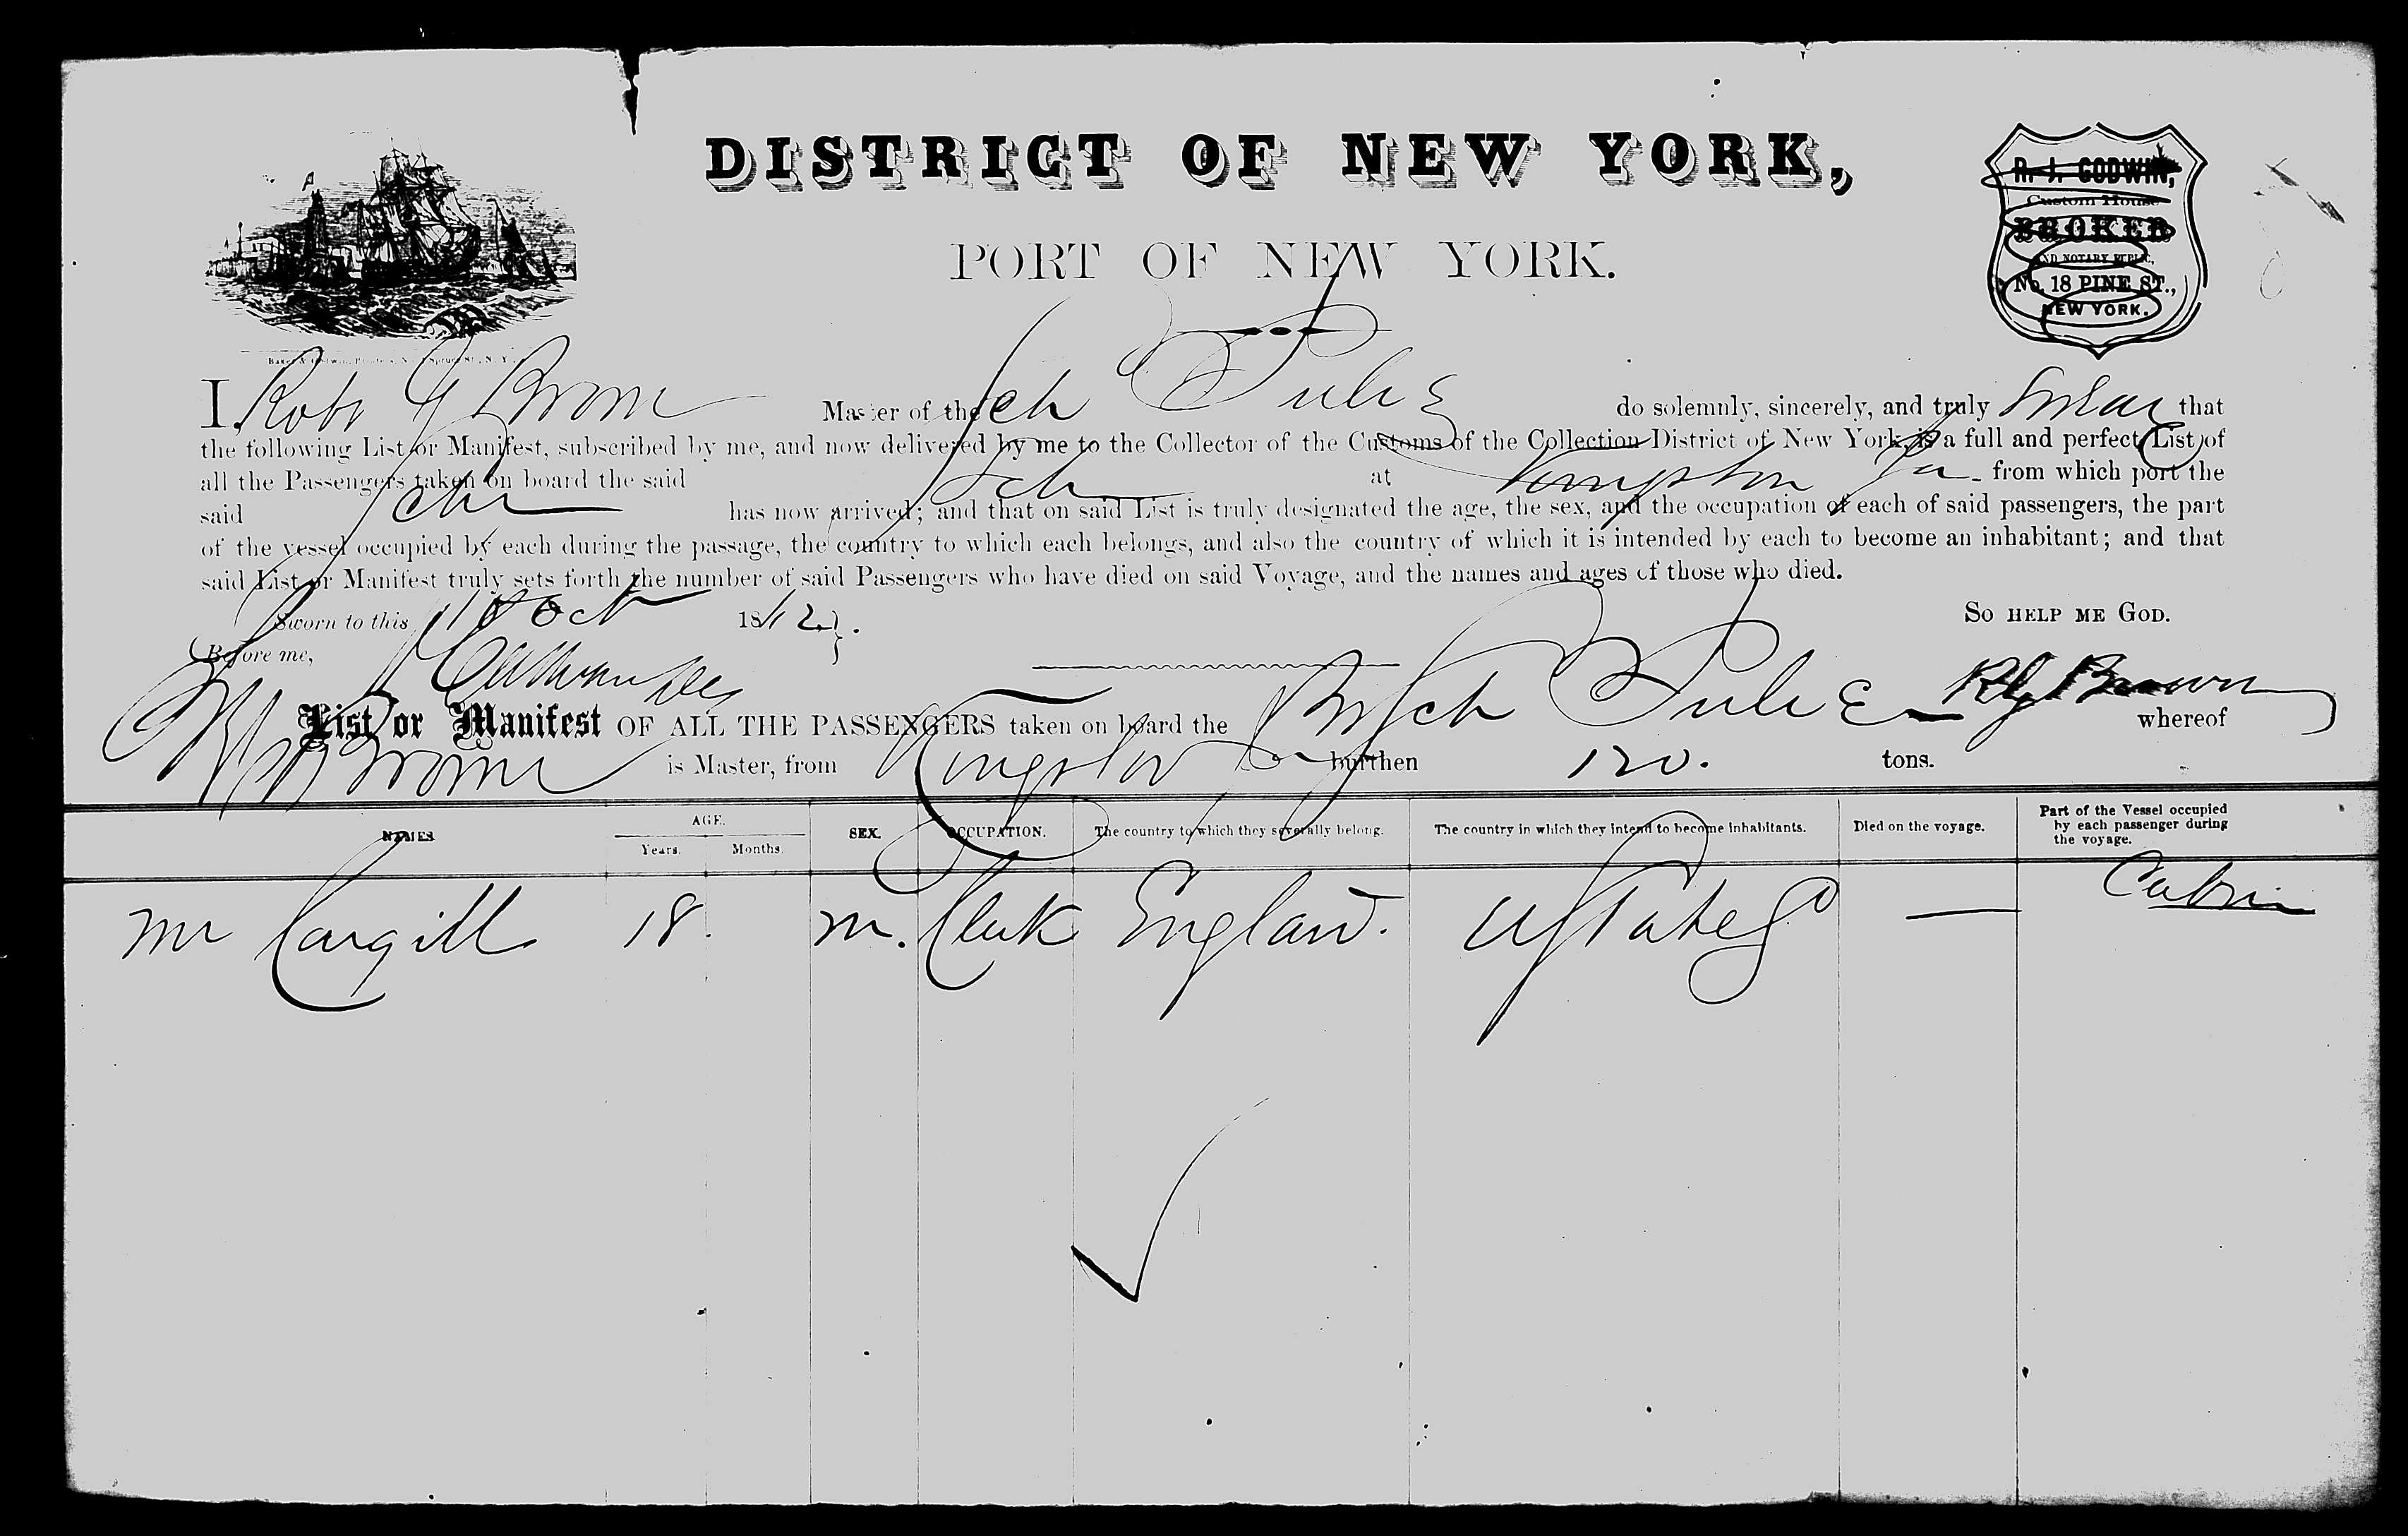 DISTRICT OF NEW YORK,
PORT OF NEW YORK.
R. J. GODWIN,
Custom House
BROKER
AND NOTARY PUBLIC,
No. 18 PINE ST.,
NEW YORK.
I, Robt G Brown Master of the Sch Julie do solemnly, sincerely, and truly Swear that
the following List or Manifest, subscribed by me, and now delivered by me to the Collector of the Customs of the Collection District of New York, is a full and perfect List of
all the Passengers taken on board the said Sch at Kingston Ja from which port the
said Schr has now arrived; and that on said List is truly designated the age, the sex, and the occupation of each of said passengers, the part
of the vessel occupied by each during the passage, the country to which each belongs, and also the country of which it is intended by each to become an inhabitant; and that
said List or Manifest truly sets forth the number of said Passengers who have died on said Voyage, and the names and ages of those who died.
Sworn to this Oct 18 SO HELP ME GOD.
Before me,
R G Brown
List or Manifest OF ALL THE PASSENGERS taken on board the Br Sch Julie whereof
Brown is Master, from Kingston Ja burthen 120. tons.
NAMES AGE. Years. Months. SEX. OCCUPATION. The country to which they severally belong. The country in which they intend to become inhabitants. Died on the voyage. Part of the Vessel occupied by each passenger during the voyage.
Mr Cargill 18. m. Clerk England. U States — Cabin